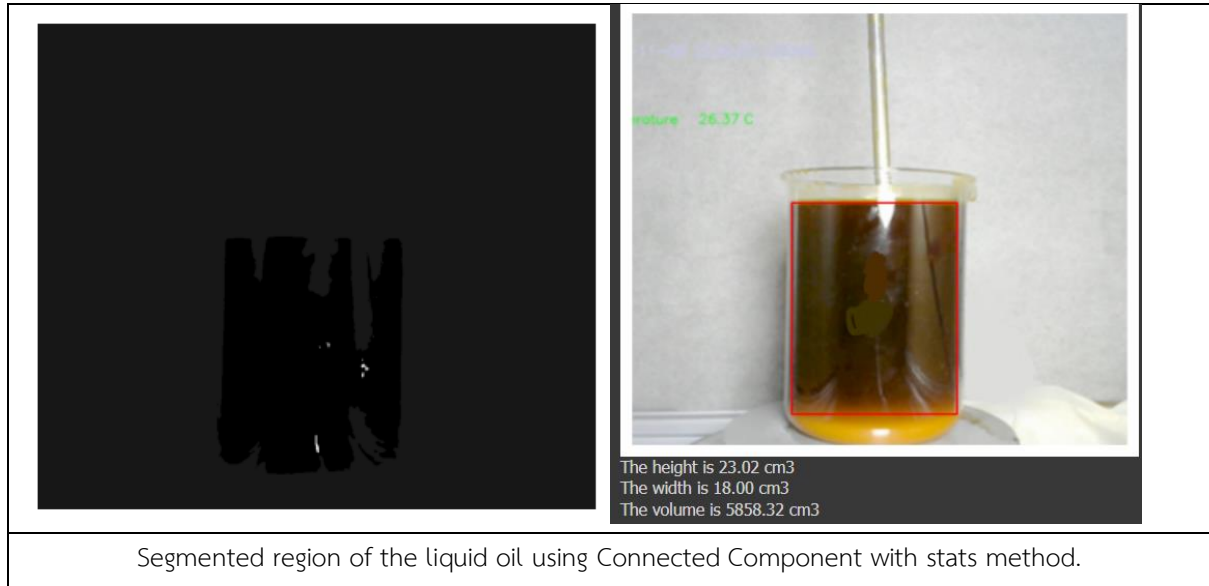 erature 26.37 C
The height is 23.02 cm3
The width is 18.00 cm3
The volume is 5858.32 cm3
Segmented region of the liquid oil using Connected Component with stats method.